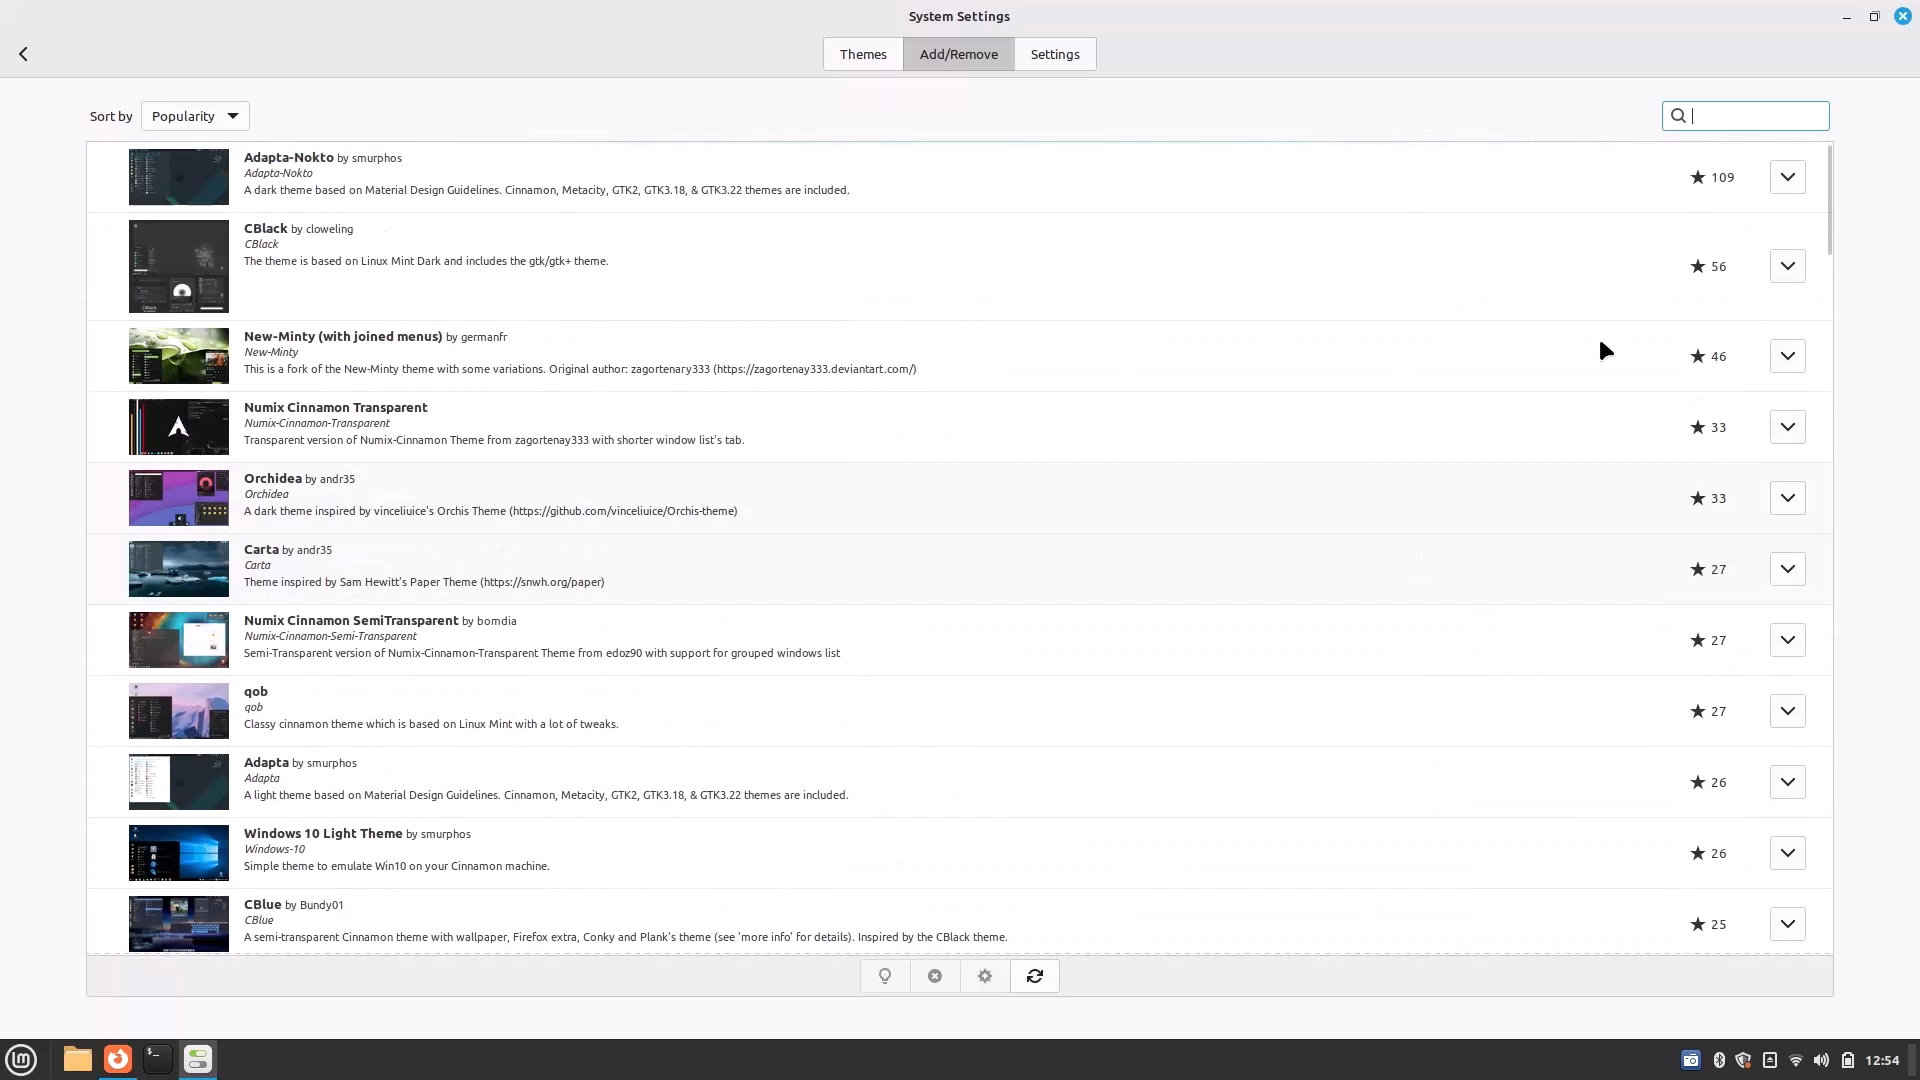 System Settings
Themes
Add/Remove
Settings
Sort by
Popularity
Adapta-Nokto by smurphos
Adapta-Nokto
A dark theme based on Material Design Guidelines. Cinnamon, Metacity, GTK2, GTK3.18, & GTK3.22 themes are included.
109
CBlack by cloweling
CBlack
The theme is based on Linux Mint Dark and includes the gtk/gtk+ theme.
56
New-Minty (with joined menus) by germanfr
New-Minty
This is a fork of the New-Minty theme with some variations. Original author: zagortenary333 (https://zagortenay333.deviantart.com/)
46
Numix Cinnamon Transparent
Numix-Cinnamon-Transparent
Transparent version of Numix-Cinnamon Theme from zagortenay333 with shorter window list's tab.
33
Orchidea by andr35
Orchidea
A dark theme inspired by vinceliuice's Orchis Theme (https://github.com/vinceliuice/Orchis-theme)
33
Carta by andr35
Carta
Theme inspired by Sam Hewitt's Paper Theme (https://snwh.org/paper)
27
Numix Cinnamon SemiTransparent by bomdia
Numix-Cinnamon-Semi-Transparent
Semi-Transparent version of Numix-Cinnamon-Transparent Theme from edoz90 with support for grouped windows list
27
qob
qob
Classy cinnamon theme which is based on Linux Mint with a lot of tweaks.
27
Adapta by smurphos
Adapta
A light theme based on Material Design Guidelines. Cinnamon, Metacity, GTK2, GTK3.18, & GTK3.22 themes are included.
26
Windows 10 Light Theme by smurphos
Windows-10
Simple theme to emulate Win10 on your Cinnamon machine.
26
CBlue by Bundy01
CBlue
A semi-transparent Cinnamon theme with wallpaper, Firefox extra, Conky and Plank's theme (see 'more info' for details). Inspired by the CBlack theme.
25
12:54